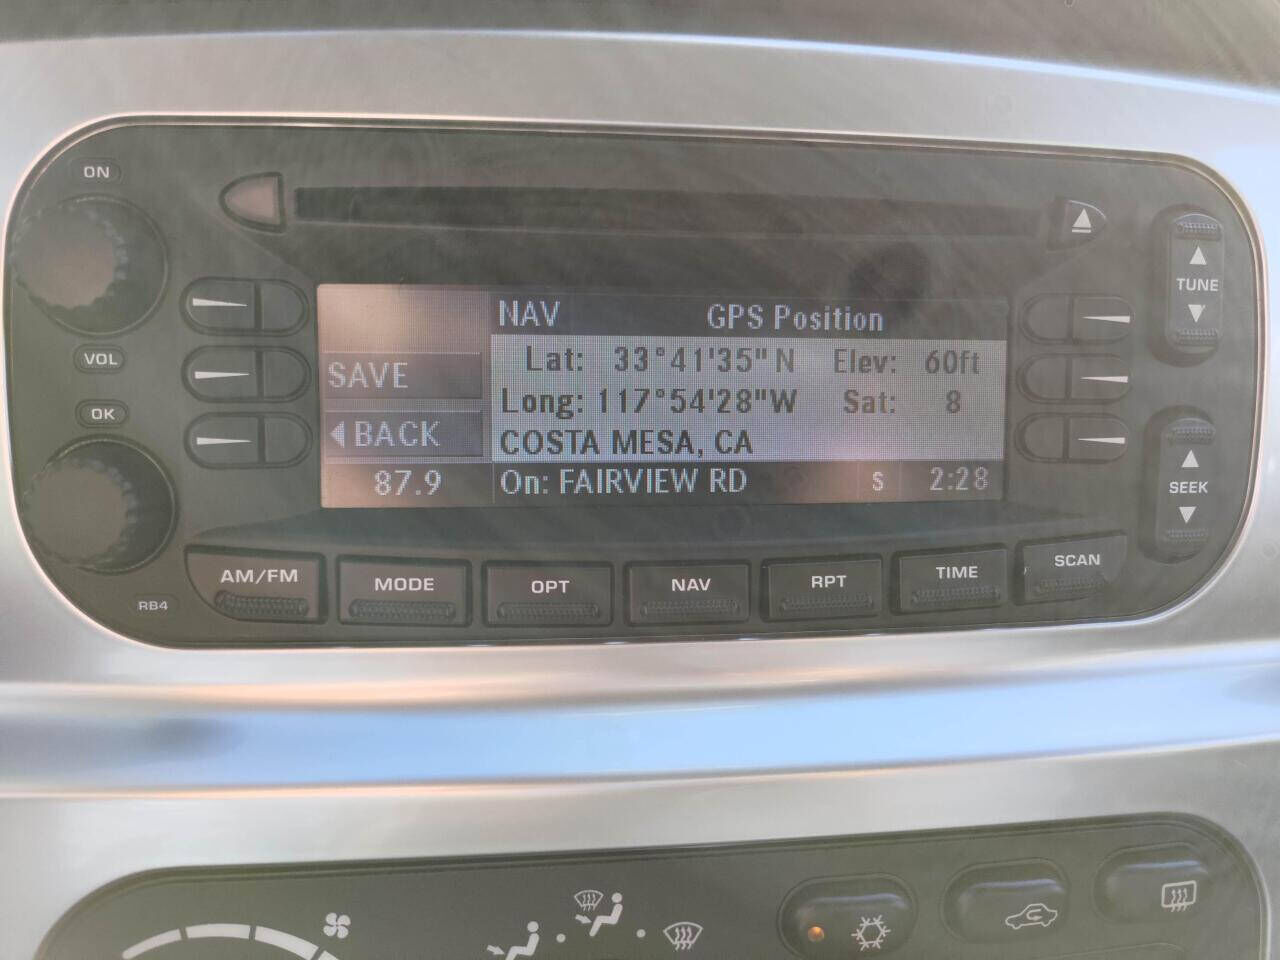 ON
VOL
OK
RB4
TUNE
SEEK
NAV GPS Position
Lat: 33°41'35"N Elev: 60ft
SAVE
Long: 117°54'28"W Sat: 8
BACK
COSTA MESA, CA
87.9 On: FAIRVIEW RD S 2:28
AM/FM MODE OPT NAV RPT TIME SCAN